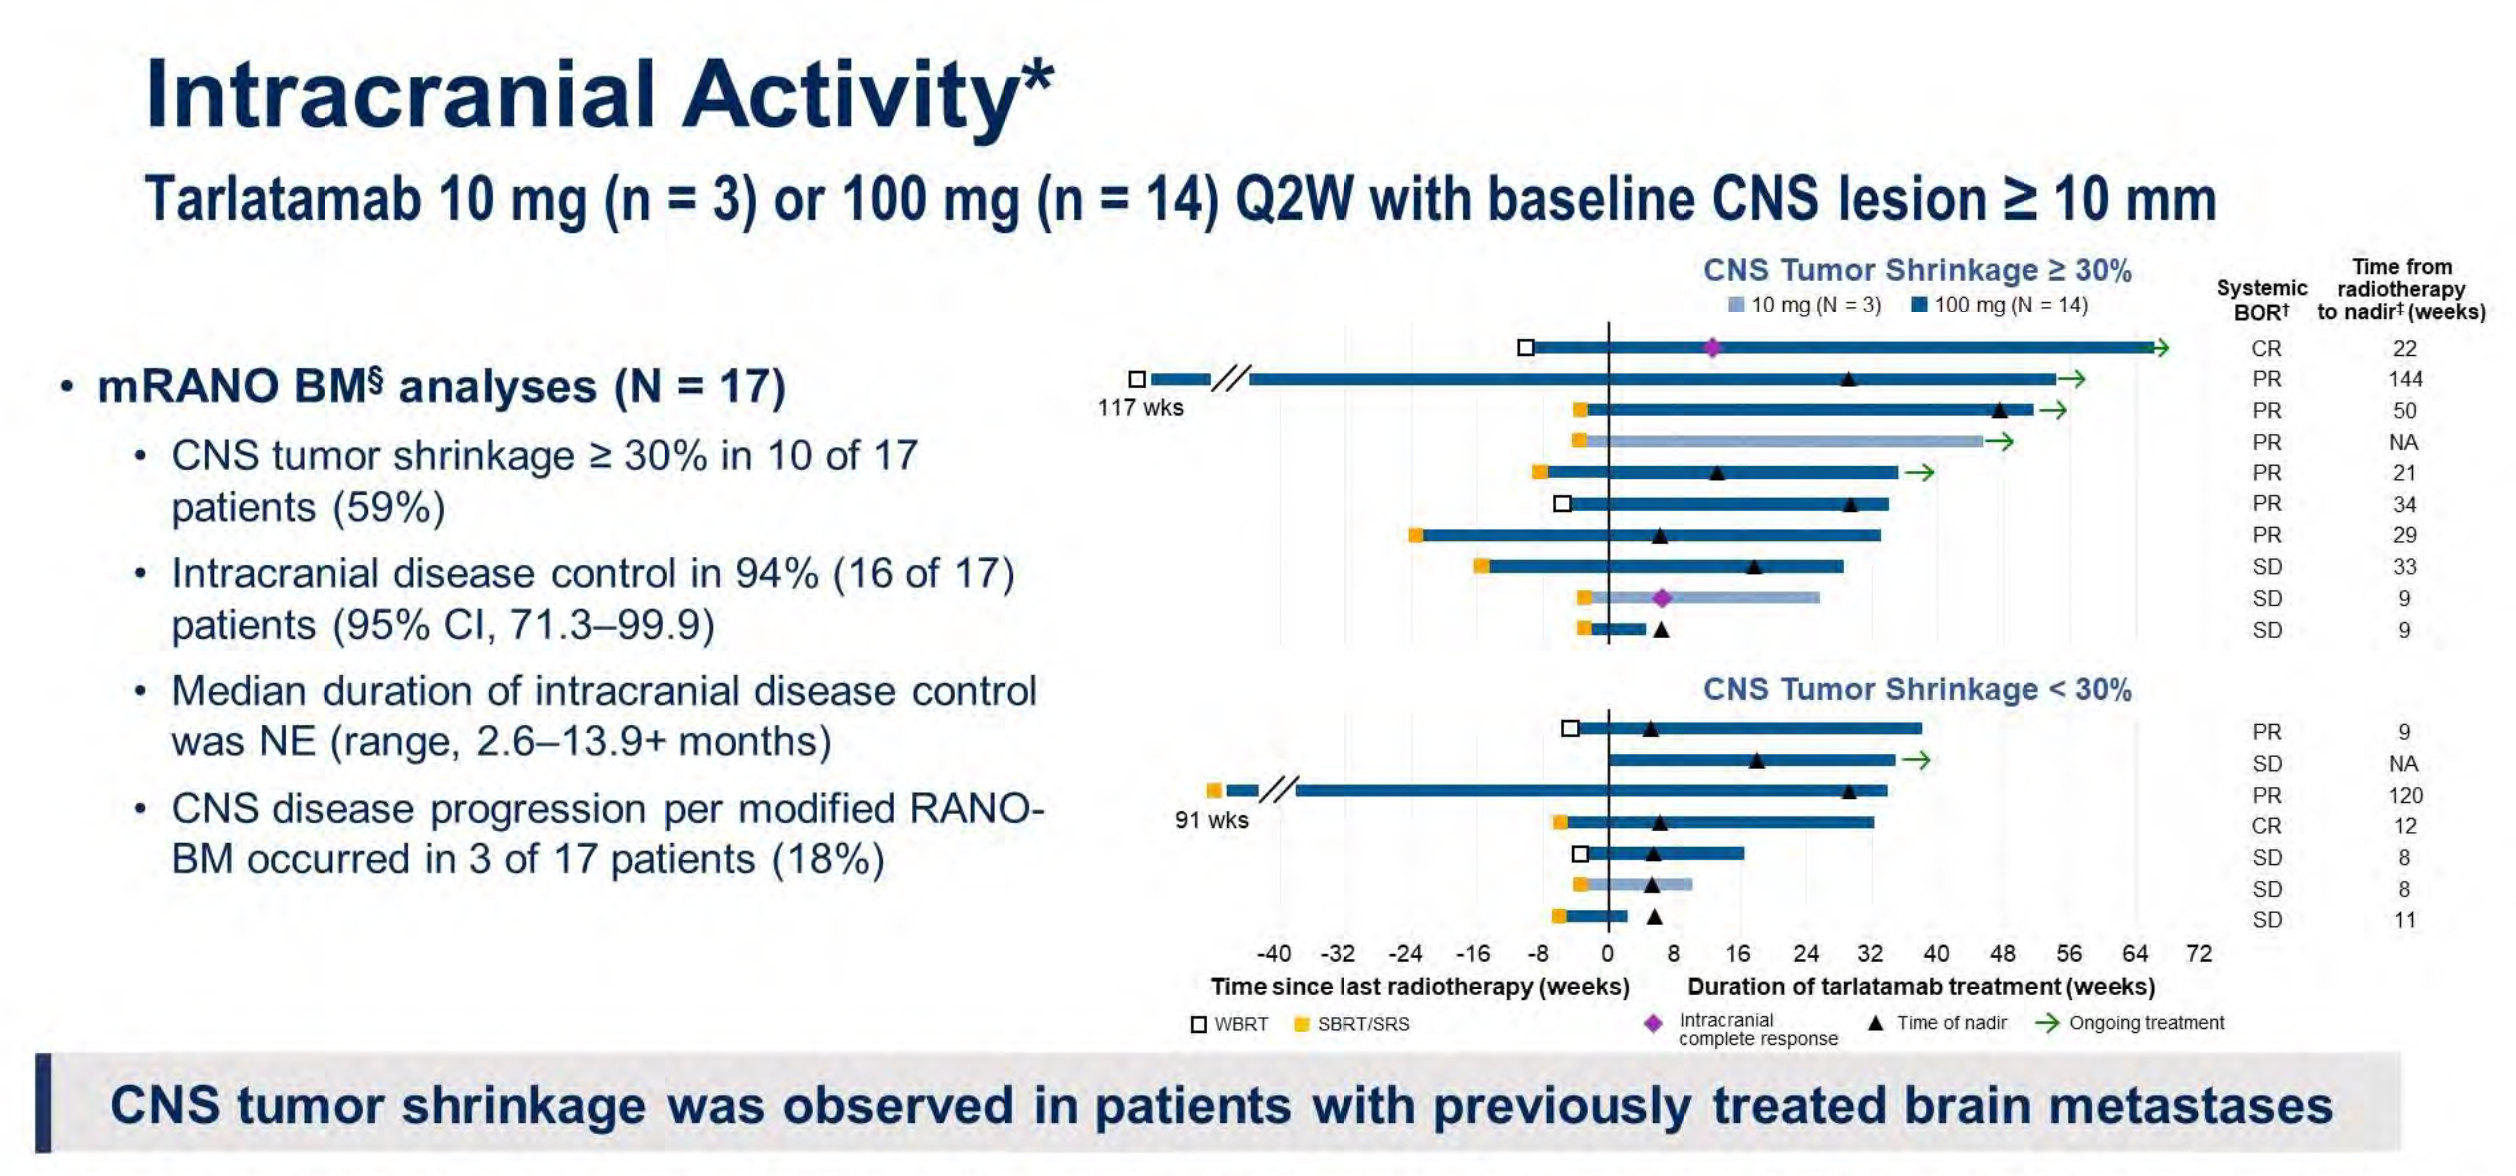 Intracranial Activity*
Tarlatamab 10 mg (n = 3) or 100 mg (n = 14) Q2W with baseline CNS lesion ≥ 10 mm
• mRANO BM§ analyses (N = 17)
• CNS tumor shrinkage ≥ 30% in 10 of 17
patients (59%)
• Intracranial disease control in 94% (16 of 17)
patients (95% CI, 71.3–99.9)
• Median duration of intracranial disease control
was NE (range, 2.6–13.9+ months)
• CNS disease progression per modified RANO-
BM occurred in 3 of 17 patients (18%)
CNS Tumor Shrinkage ≥ 30%
10 mg (N = 3) 100 mg (N = 14)
Systemic
BOR†
Time from
radiotherapy
to nadir‡ (weeks)
CR 22
PR 144
117 wks
PR 50
PR NA
PR 21
PR 34
PR 29
SD 33
SD 9
SD 9
CNS Tumor Shrinkage < 30%
PR 9
SD NA
PR 120
91 wks
CR 12
SD 8
SD 8
SD 11
-40 -32 -24 -16 -8 0 8 16 24 32 40 48 56 64 72
Time since last radiotherapy (weeks) Duration of tarlatamab treatment (weeks)
WBRT SBRT/SRS
Intracranial
complete response
Time of nadir Ongoing treatment
CNS tumor shrinkage was observed in patients with previously treated brain metastases